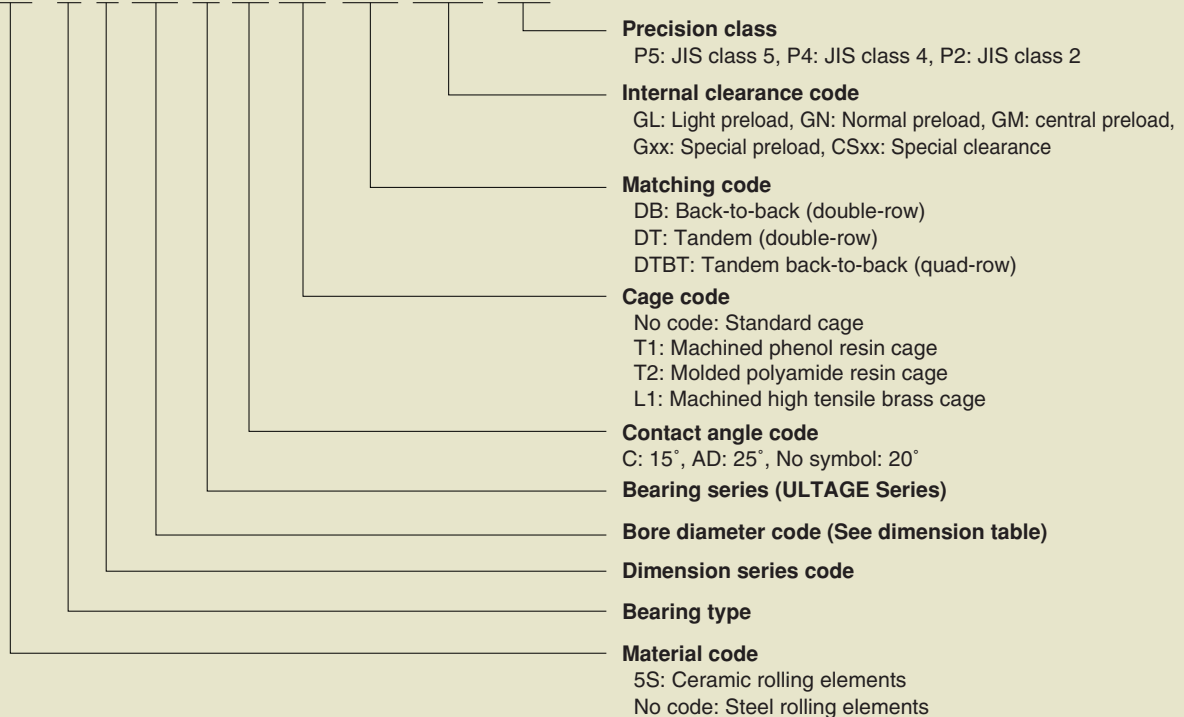 Precision class
P5: JIS class 5, P4: JIS class 4, P2: JIS class 2
Internal clearance code
GL: Light preload, GN: Normal preload, GM: central preload,
Gxx: Special preload, CSxx: Special clearance
Matching code
DB: Back-to-back (double-row)
DT: Tandem (double-row)
DTBT: Tandem back-to-back (quad-row)
Cage code
No code: Standard cage
T1: Machined phenol resin cage
T2: Molded polyamide resin cage
L1: Machined high tensile brass cage
Contact angle code
C: 15˚, AD: 25˚, No symbol: 20˚
Bearing series (ULTAGE Series)
Bore diameter code (See dimension table)
Dimension series code
Bearing type
Material code
5S: Ceramic rolling elements
No code: Steel rolling elements